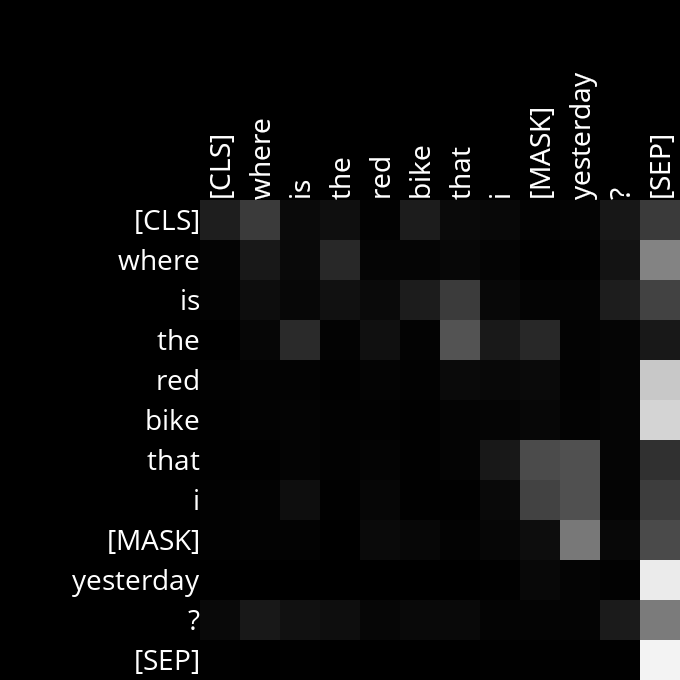 [CLS] where is the red bike that i [MASK] yesterday ? [SEP]
[CLS]
where
is
the
red
bike
that
i
[MASK]
yesterday
?
[SEP]